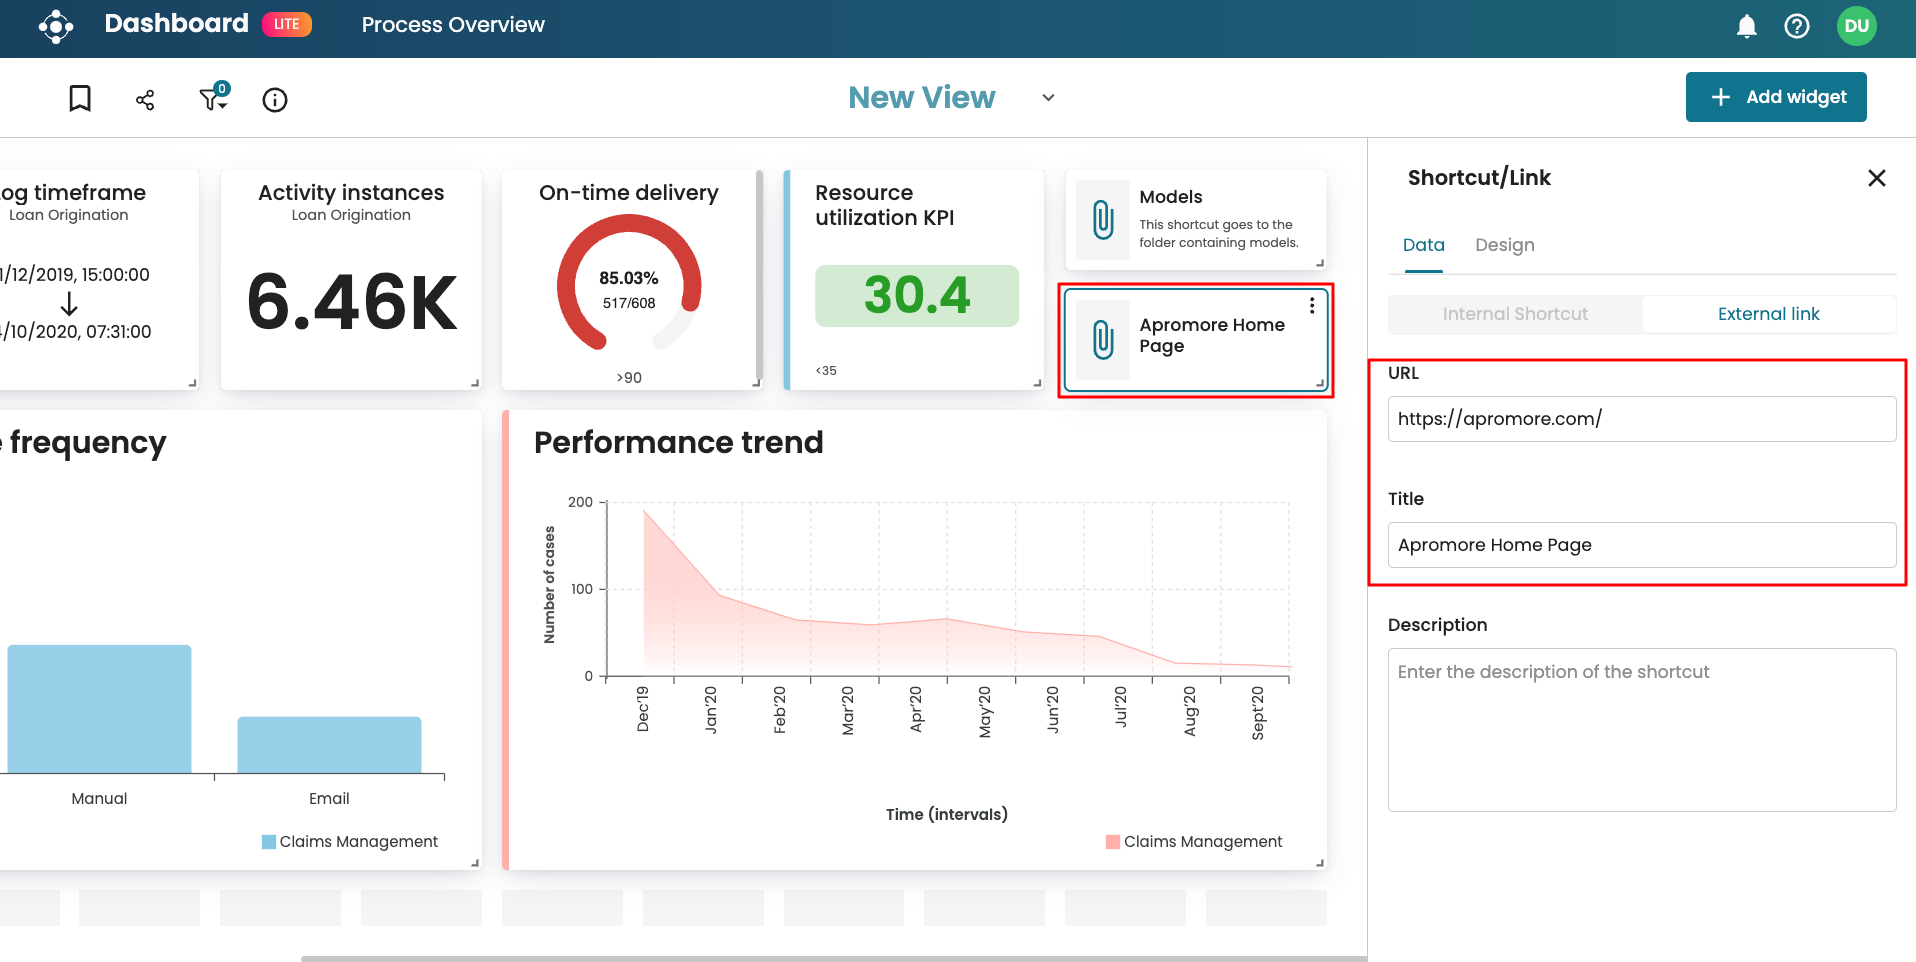 Dashboard LITE Process Overview DU
0 New View + Add widget
og timeframe
Loan Origination
1/12/2019, 15:00:00
/10/2020, 07:31:00
Activity instances
Loan Origination
6.46K
On-time delivery
85.03%
517/608
>90
Resource
utilization KPI
30.4
<35
Models
This shortcut goes to the
folder containing models.
Apromore Home
Page
frequency
Manual Email
Claims Management
Performance trend
Number of cases
200
100
0
Dec'19 Jan'20 Feb'20 Mar'20 Apr'20 May'20 Jun'20 Jul'20 Aug'20 Sept'20
Time (intervals)
Claims Management
Shortcut/Link
Data Design
Internal Shortcut External link
URL
https://apromore.com/
Title
Apromore Home Page
Description
Enter the description of the shortcut